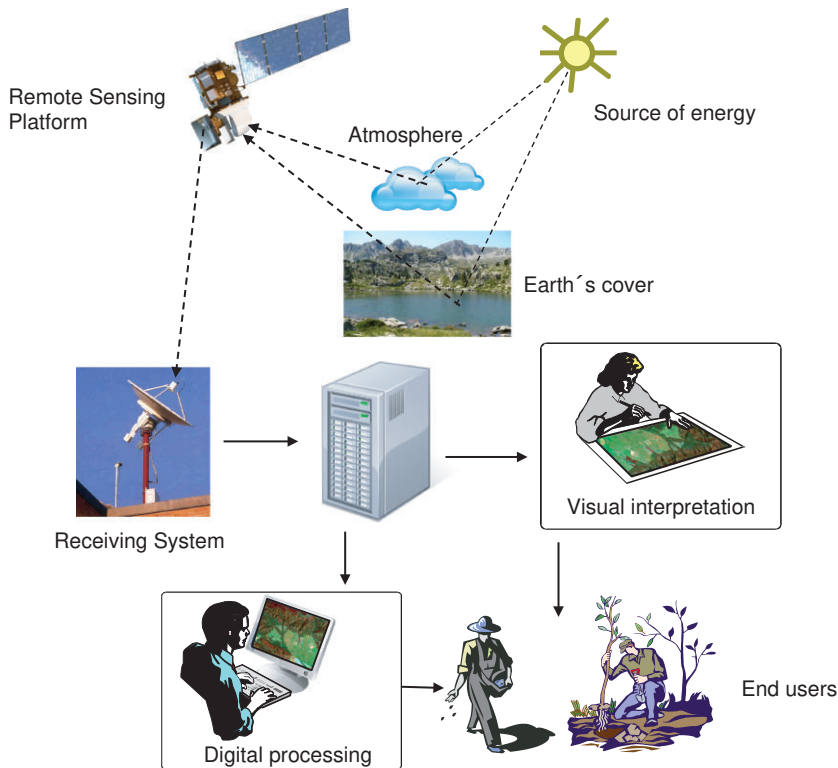 Remote Sensing
Platform
Atmosphere
Source of energy
Earth´s cover
Visual interpretation
Receiving System
Digital processing
End users